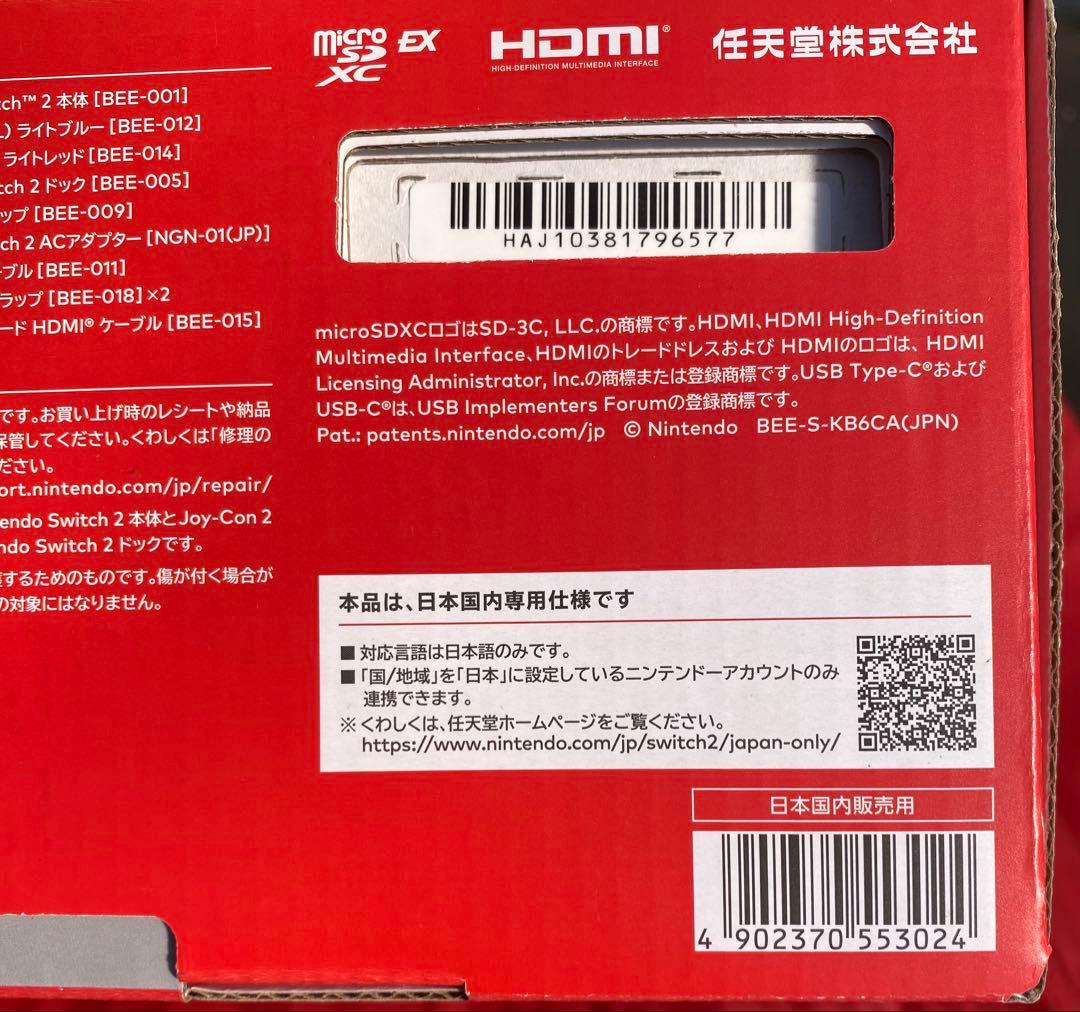 tch™ 2 本体 [BEE-001]
L) ライトブルー [BEE-012]
ライトレッド [BEE-014]
tch 2 ドック [BEE-005]
ップ [BEE-009]
ch 2 ACアダプター [NGN-01(JP)]
ーブル [BEE-011]
ラップ [BEE-018]×2
ード HDMI® ケーブル [BEE-015]
です。お買い上げ時のレシートや納品
保管してください。くわしくは「修理の
ださい。
ort.nintendo.com/jp/repair/
endo Switch 2 本体とJoy-Con 2
ndo Switch 2 ドックです。
するためのものです。傷が付く場合が
の対象にはなりません。
micro SD XC EX
HDMI®
HIGH-DEFINITION MULTIMEDIA INTERFACE
任天堂株式会社
HAJ10381796577
microSDXCロゴはSD-3C, LLC.の商標です。HDMI、HDMI High-Definition
Multimedia Interface、HDMIのトレードドレスおよび HDMIのロゴは、 HDMI
Licensing Administrator, Inc.の商標または登録商標です。USB Type-C®および
USB-C®は、USB Implementers Forumの登録商標です。
Pat.: patents.nintendo.com/jp © Nintendo BEE-S-KB6CA(JPN)
本品は、日本国内専用仕様です
■ 対応言語は日本語のみです。
■「国/地域」を「日本」に設定しているニンテンドーアカウントのみ
連携できます。
※ くわしくは、任天堂ホームページをご覧ください。
https://www.nintendo.com/jp/switch2/japan-only/
日本国内販売用
4 902370 553024